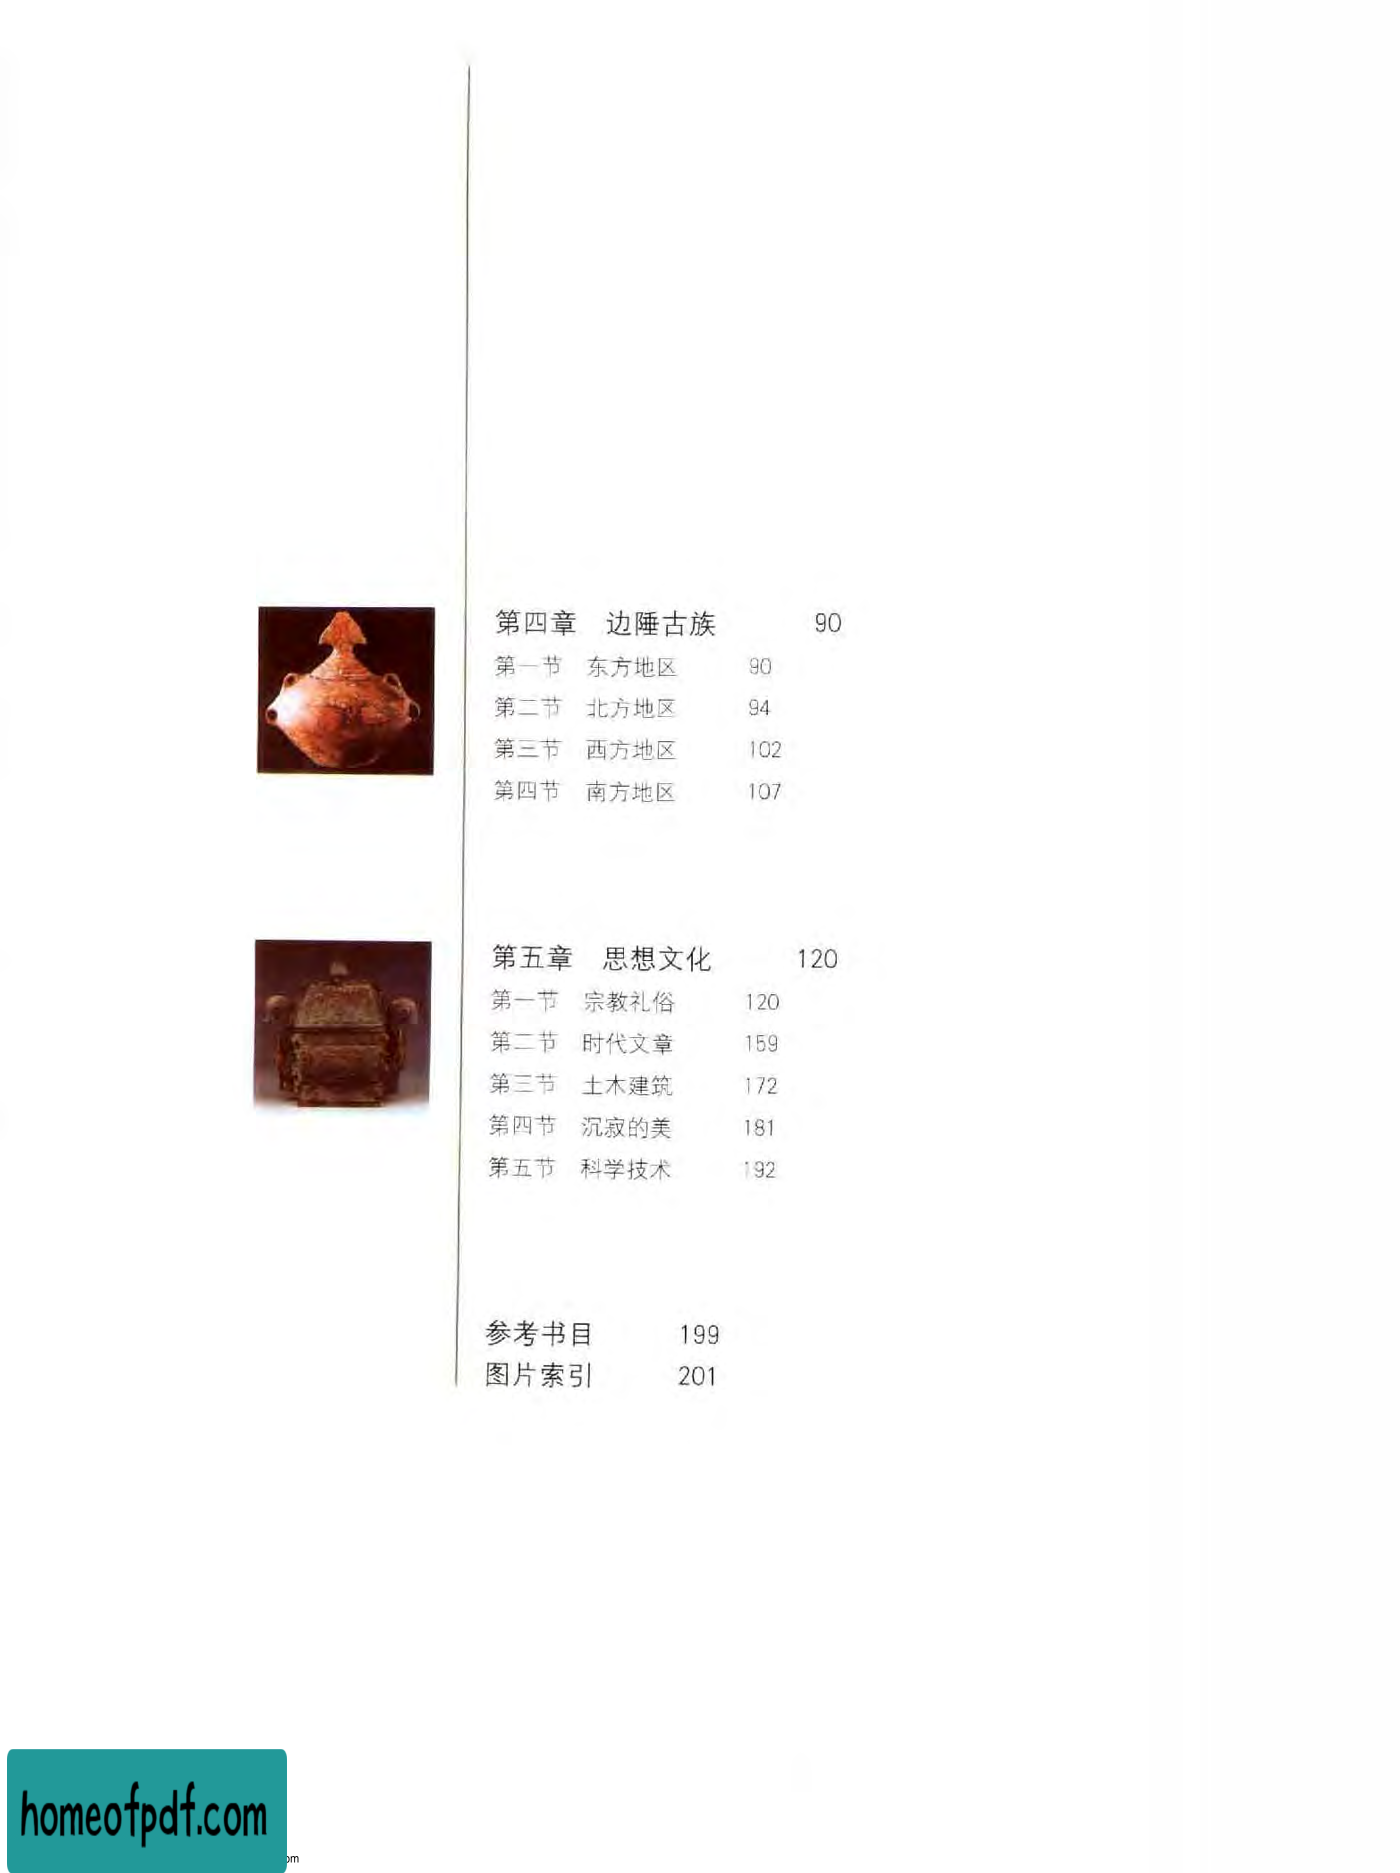 第四章 边陲古族 90
第一节 东方地区 90
第二节 北方地区 94
第三节 西方地区 102
第四节 南方地区 107
第五章 思想文化 120
第一节 宗教礼俗 120
第二节 时代文章 159
第三节 土木建筑 172
第四节 沉寂的美 181
第五节 科学技术 192
参考书目 199
图片索引 201
homeofpdf.com
om